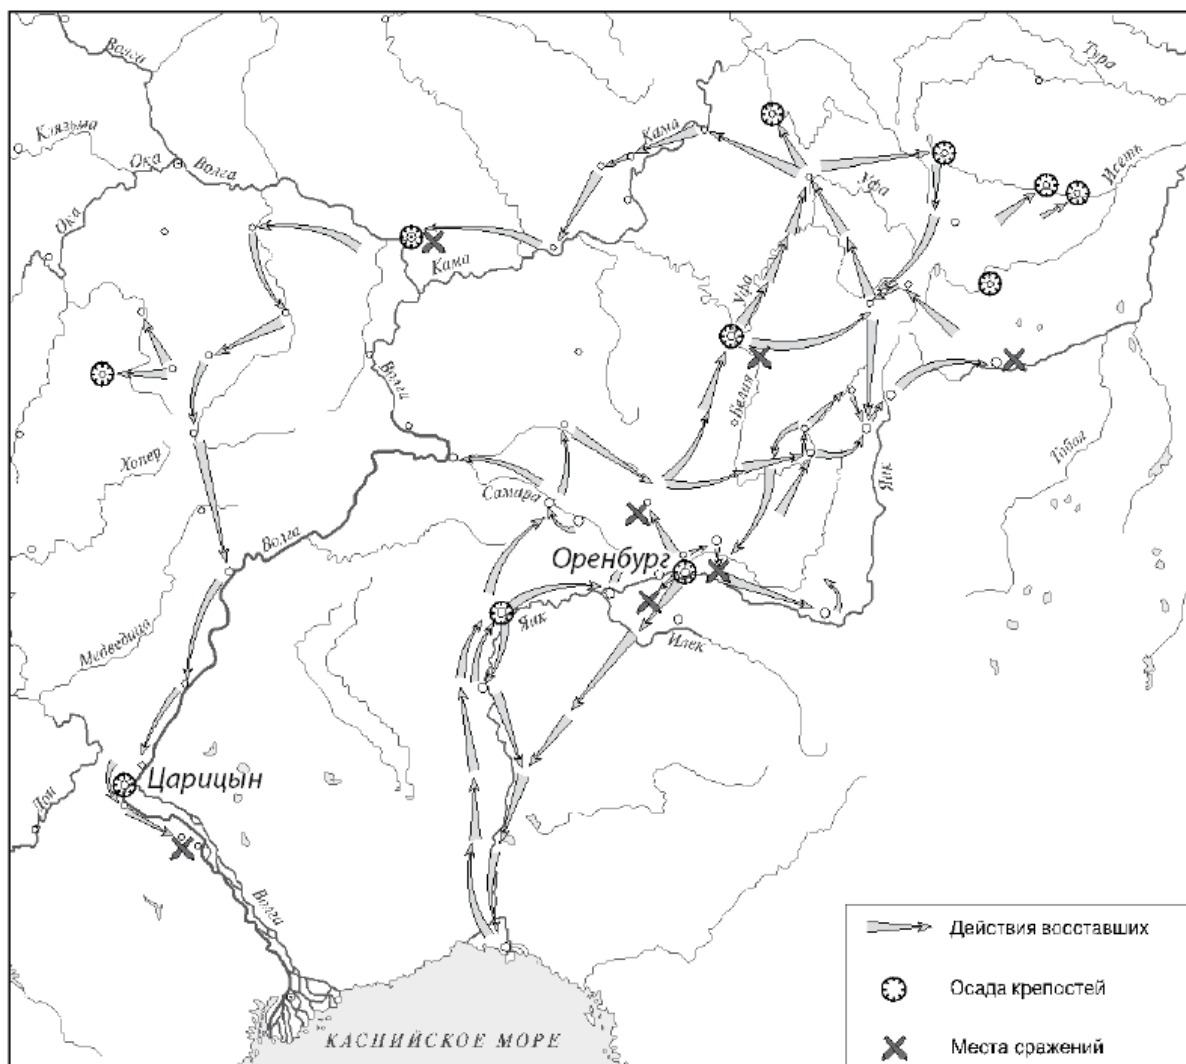 Волга
Тура
Клязьма
Кама
Ока
Волга
Исеть
Уфа
Ока
Кама
Уфа
Волга
Белая
Хопер
Тобол
Яик
Самара
Волга
Оренбург
Яик
Илек
Медведица
Царицын
Дон
Волга
КАСПИЙСКОЕ МОРЕ
Действия восставших
Осада крепостей
Места сражений